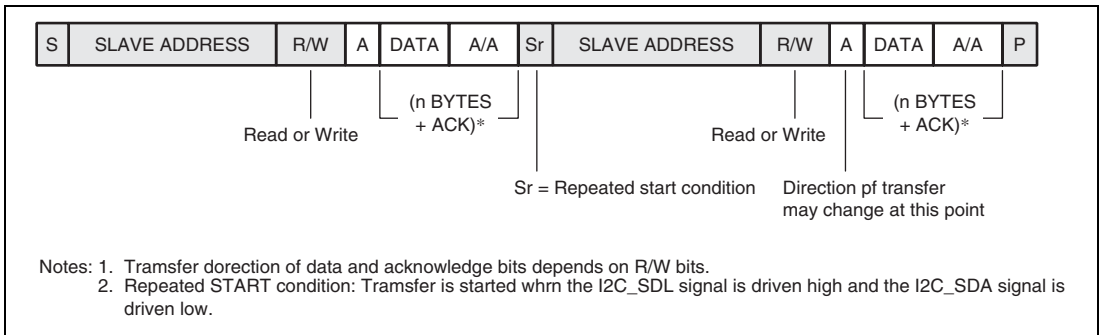 S SLAVE ADDRESS R/W A DATA A/A Sr SLAVE ADDRESS R/W A DATA A/A P
(n BYTES + ACK)* (n BYTES + ACK)*
Read or Write Read or Write
Sr = Repeated start condition
Direction pf transfer
may change at this point
Notes: 1. Tramsfer dorection of data and acknowledge bits depends on R/W bits.
2. Repeated START condition: Transfer is started whrn the I2C_SDL signal is driven high and the I2C_SDA signal is
driven low.